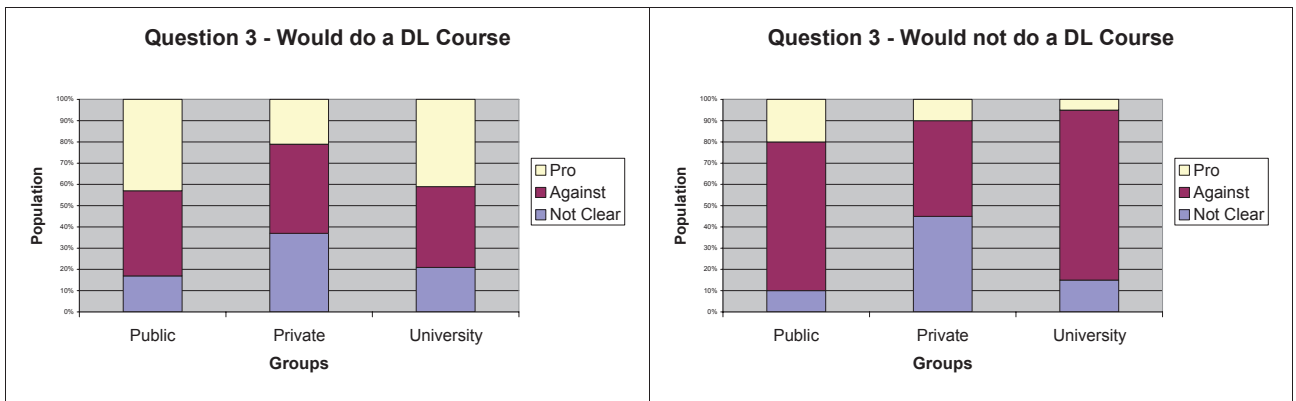 Question 3 - Would do a DL Course
100%
90%
80%
70%
60%
50%
40%
30%
20%
10%
0%
Population
Public
Private
University
Groups
Pro
Against
Not Clear
Question 3 - Would not do a DL Course
100%
90%
80%
70%
60%
50%
40%
30%
20%
10%
0%
Population
Public
Private
University
Groups
Pro
Against
Not Clear